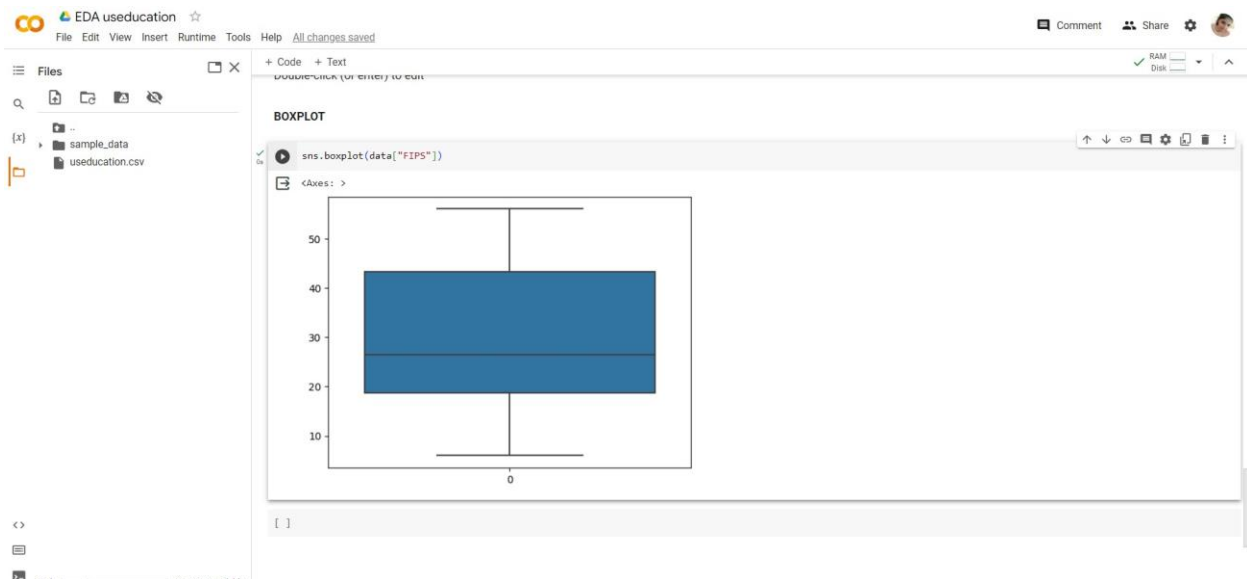 EDA useducation
File Edit View Insert Runtime Tools Help All changes saved
Comment Share
Files
+ Code + Text
RAM
Disk
Double-click (or enter) to edit
..
sample_data
useducation.csv
{x}
BOXPLOT
0s
sns.boxplot(data["FIPS"])
<Axes: >
50
40
30
20
10
0
[ ]
<>